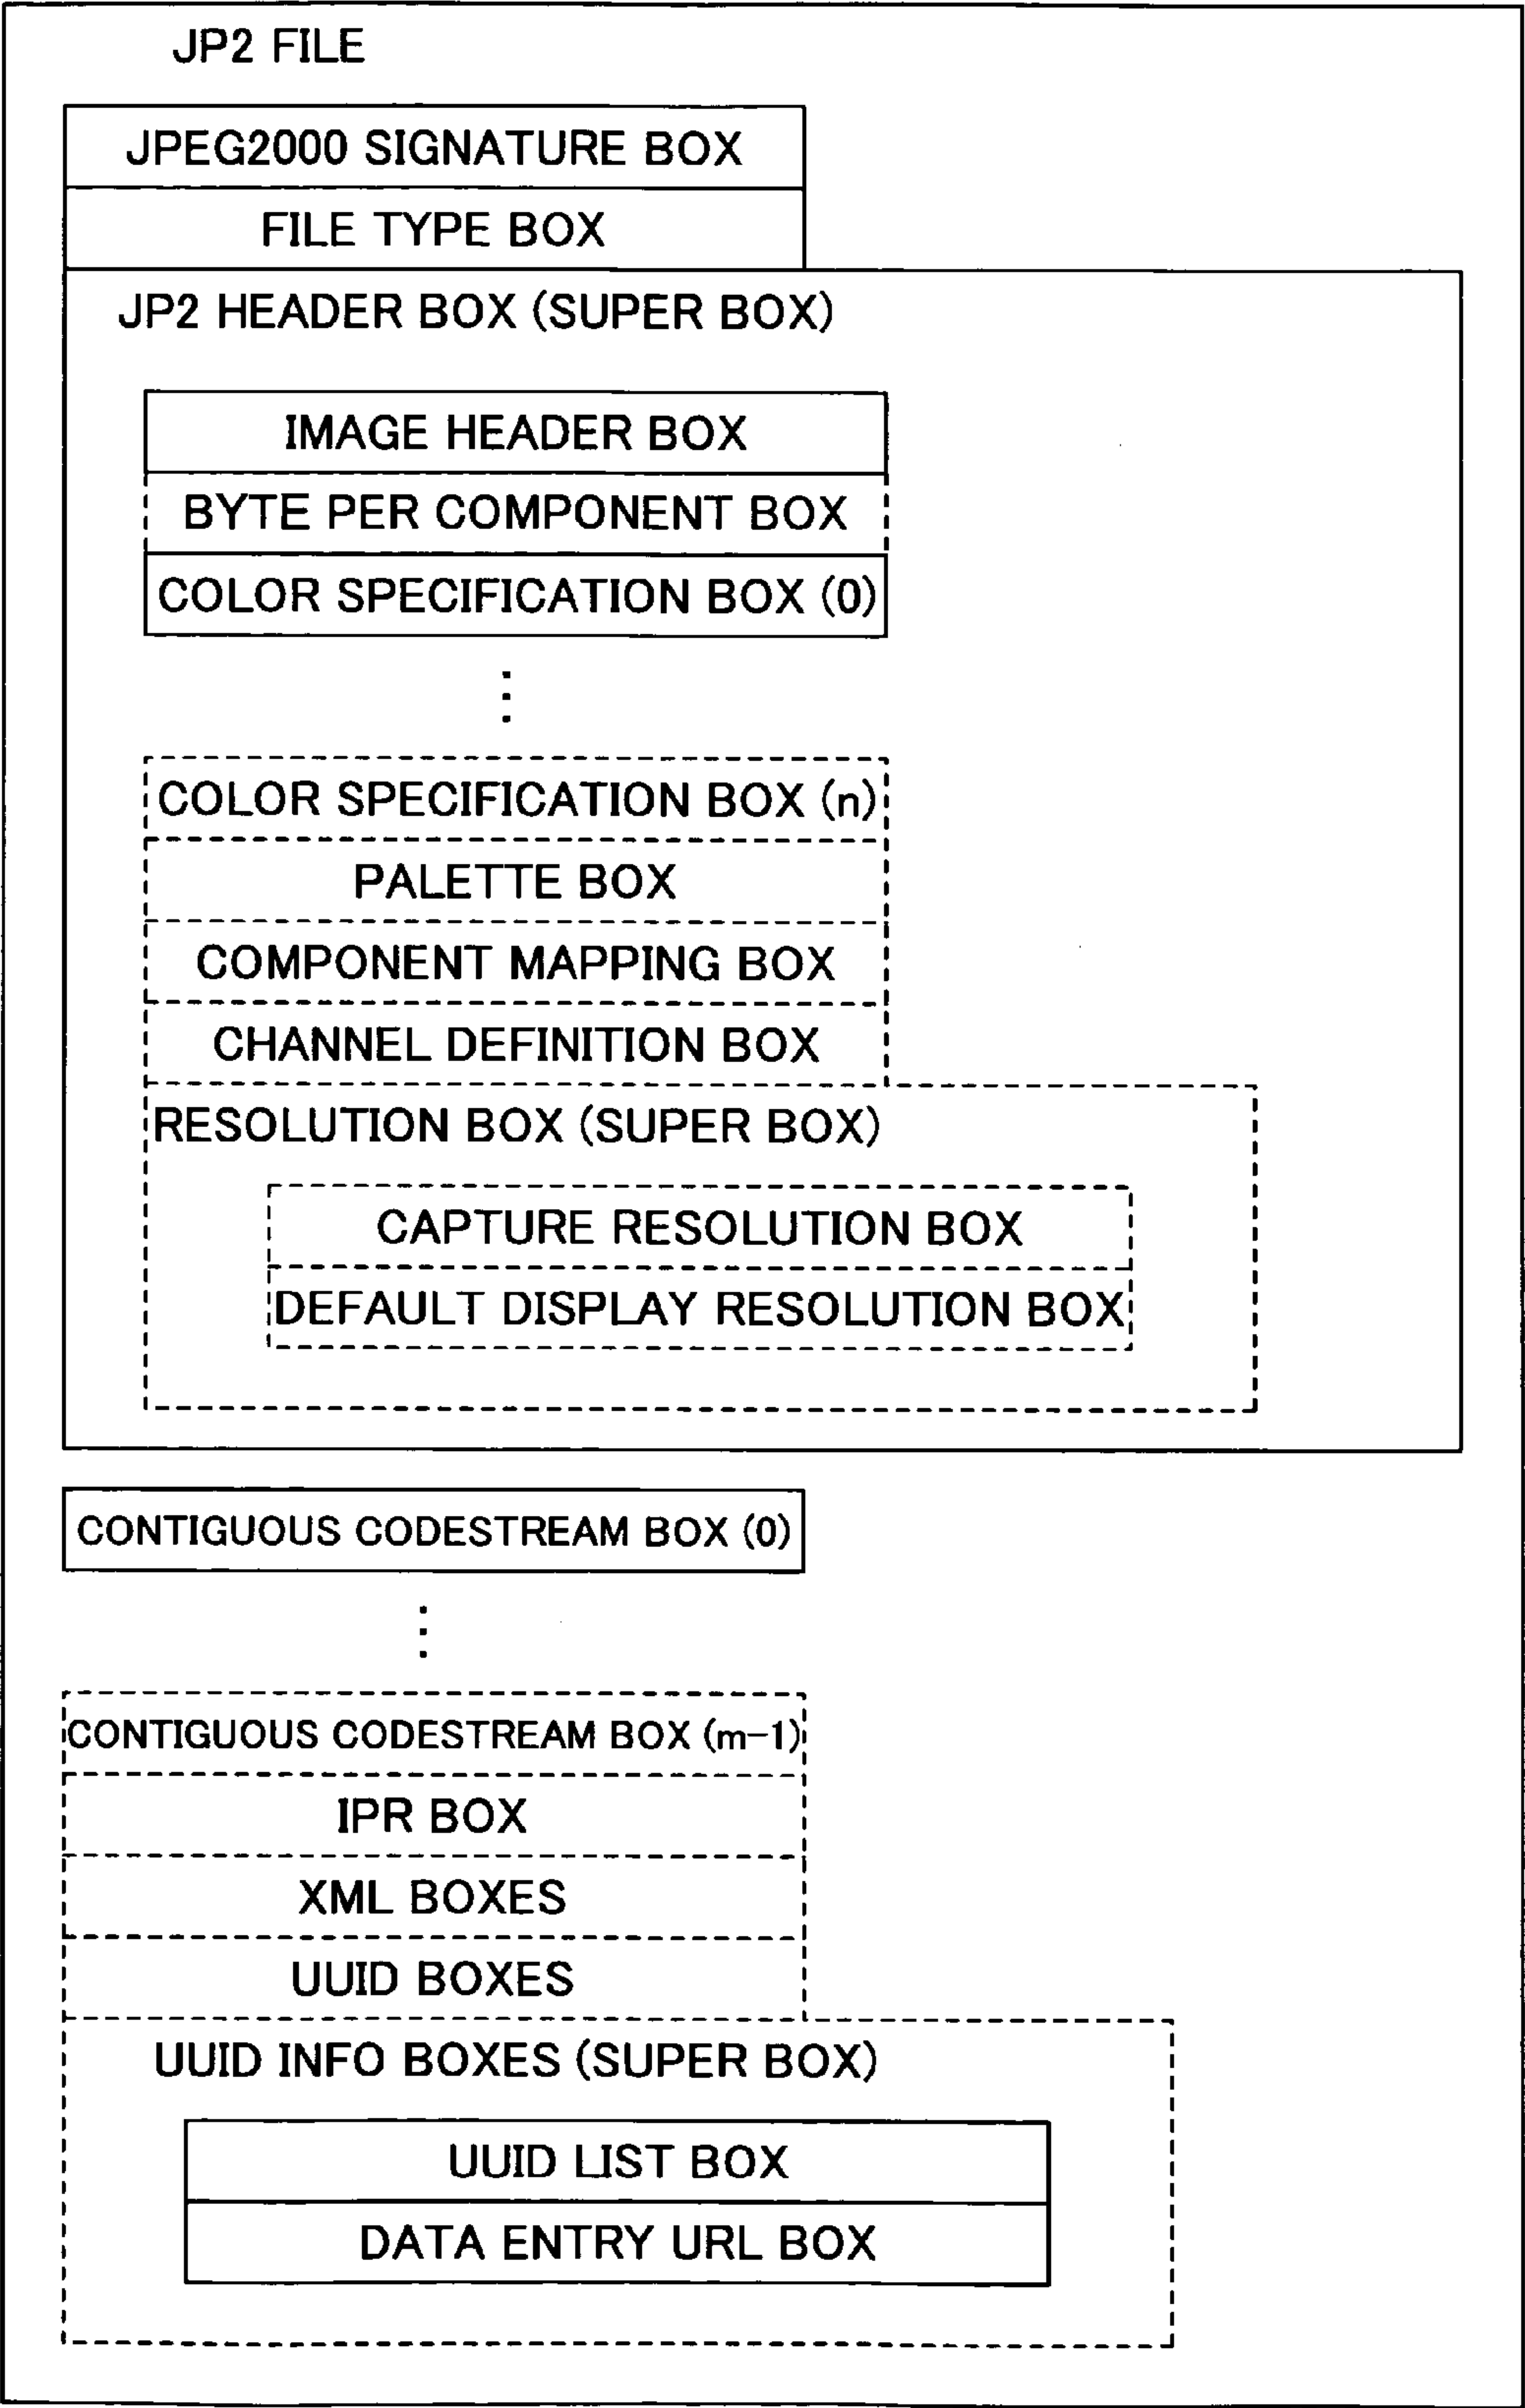 JP2 FILE
JPEG2000 SIGNATURE BOX
FILE TYPE BOX
JP2 HEADER BOX (SUPER BOX)
IMAGE HEADER BOX
BYTE PER COMPONENT BOX
COLOR SPECIFICATION BOX (0)
⋮
COLOR SPECIFICATION BOX (n)
PALETTE BOX
COMPONENT MAPPING BOX
CHANNEL DEFINITION BOX
RESOLUTION BOX (SUPER BOX)
CAPTURE RESOLUTION BOX
DEFAULT DISPLAY RESOLUTION BOX
CONTIGUOUS CODESTREAM BOX (0)
⋮
CONTIGUOUS CODESTREAM BOX (m-1)
IPR BOX
XML BOXES
UUID BOXES
UUID INFO BOXES (SUPER BOX)
UUID LIST BOX
DATA ENTRY URL BOX